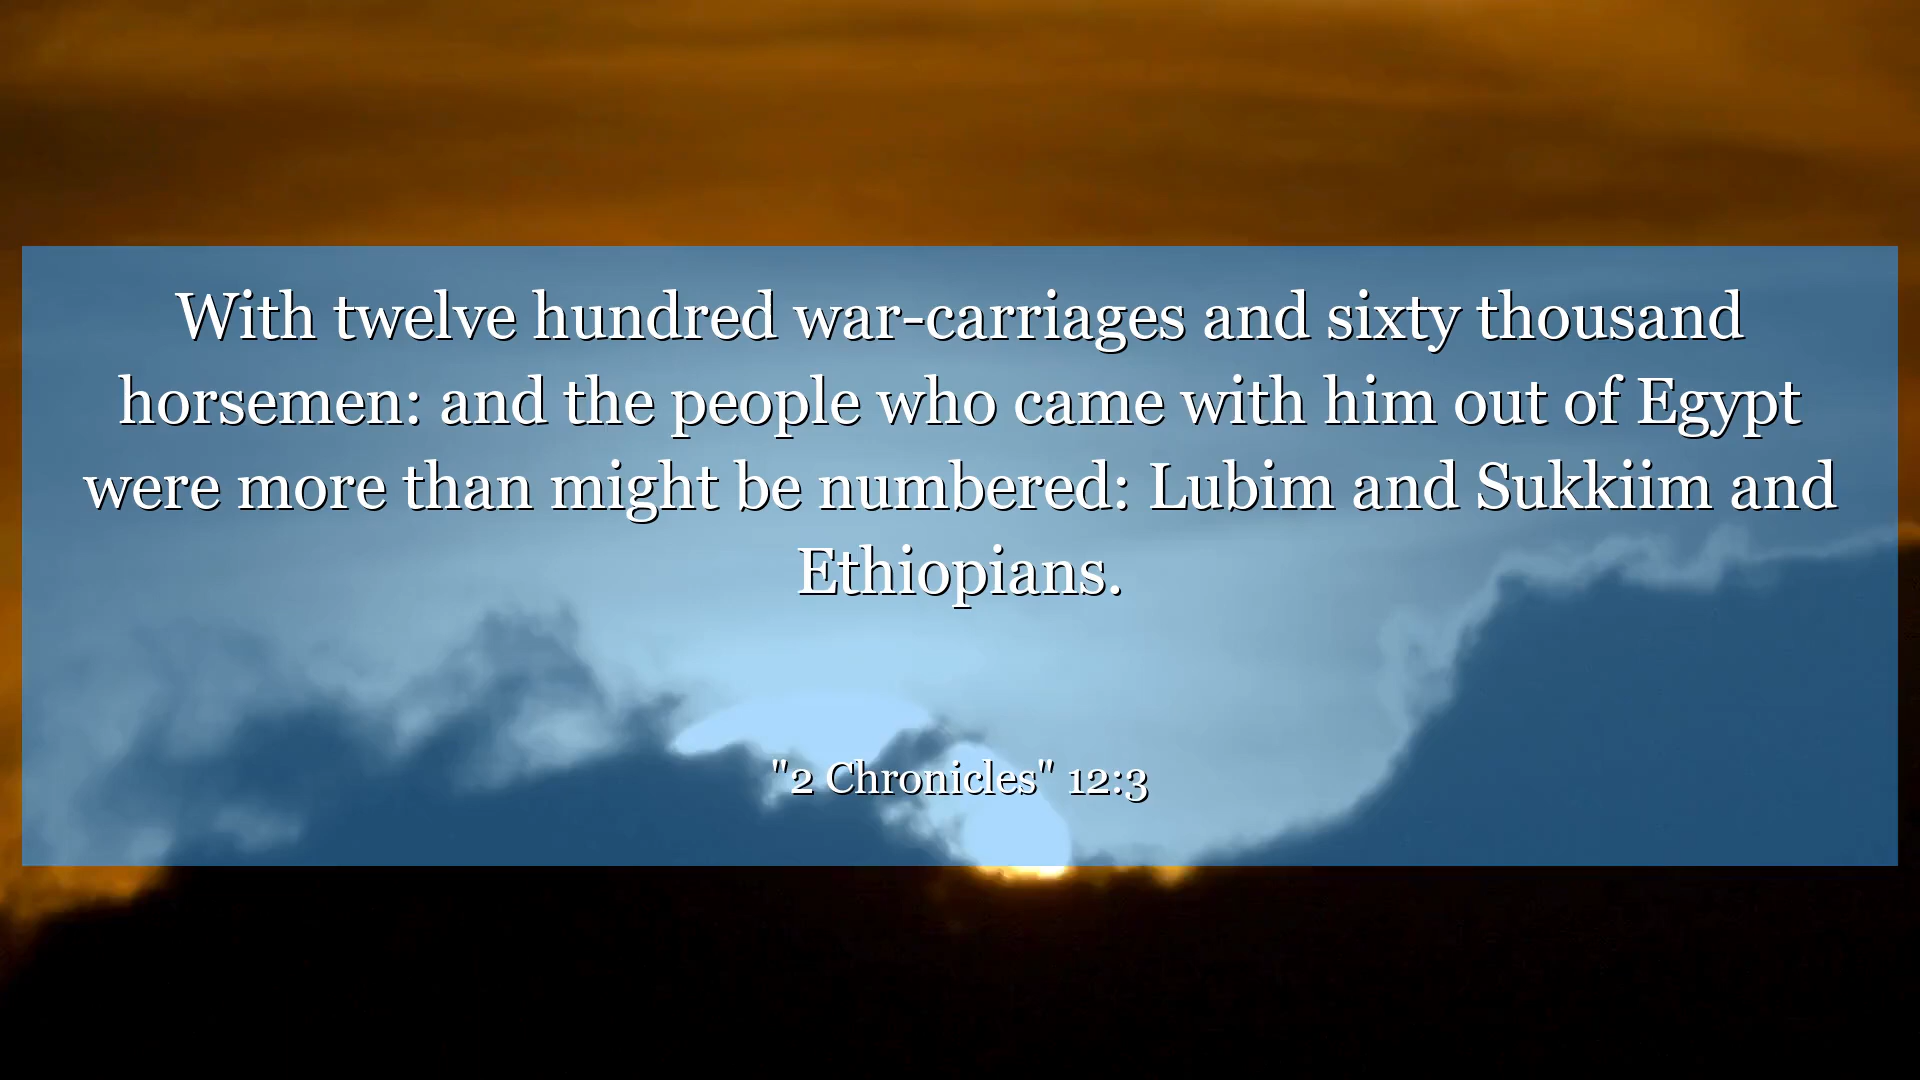 With twelve hundred war-carriages and sixty thousand
horsemen: and the people who came with him out of Egypt
were more than might be numbered: Lubim and Sukkiim and
Ethiopians.
"2 Chronicles" 12:3